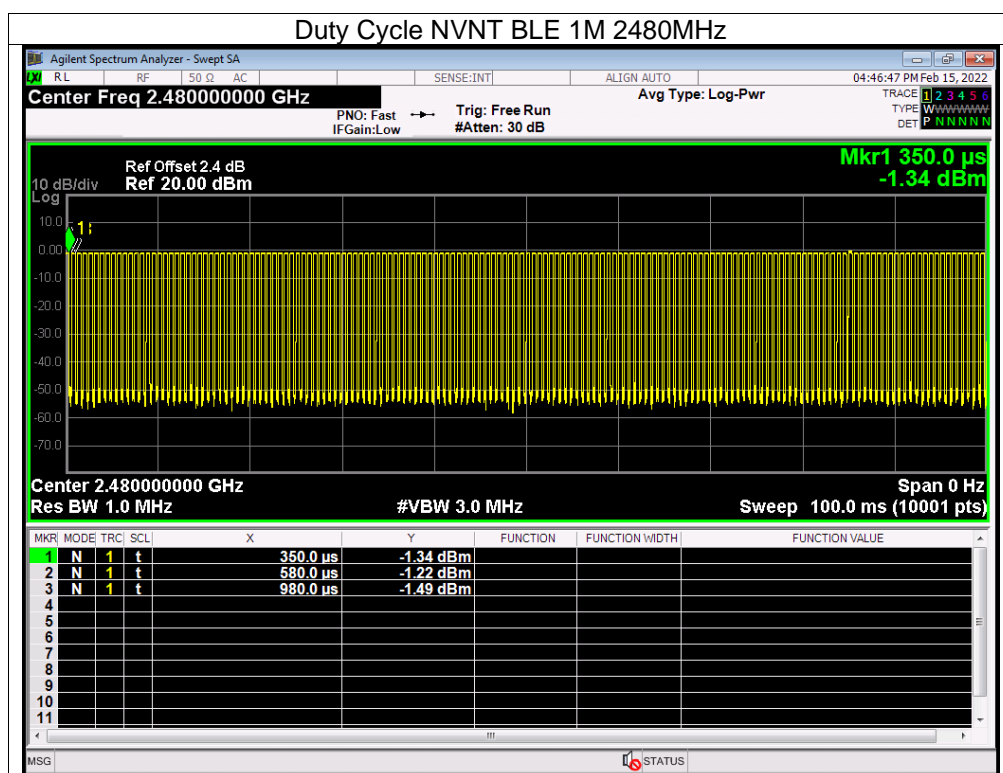 Duty Cycle NVNT BLE 1M 2480MHz
Agilent Spectrum Analyzer - Swept SA
LXI RL RF 50 Ω AC SENSE:INT ALIGN AUTO 04:46:47 PM Feb 15, 2022
Center Freq 2.480000000 GHz Avg Type: Log-Pwr TRACE 1 2 3 4 5 6
PNO: Fast Trig: Free Run TYPE WWWWWW
IFGain:Low #Atten: 30 dB DET P N N N N N
Mkr1 350.0 µs
Ref Offset 2.4 dB
10 dB/div Ref 20.00 dBm -1.34 dBm
Log
10.0
1
0.00
-10.0
-20.0
-30.0
-40.0
-50.0
-60.0
-70.0
Center 2.480000000 GHz Span 0 Hz
Res BW 1.0 MHz #VBW 3.0 MHz Sweep 100.0 ms (10001 pts)
MKR MODE TRC SCL X Y FUNCTION FUNCTION WIDTH FUNCTION VALUE
1 N 1 t 350.0 µs -1.34 dBm
2 N 1 t 580.0 µs -1.22 dBm
3 N 1 t 980.0 µs -1.49 dBm
4
5
6
7
8
9
10
11
MSG STATUS